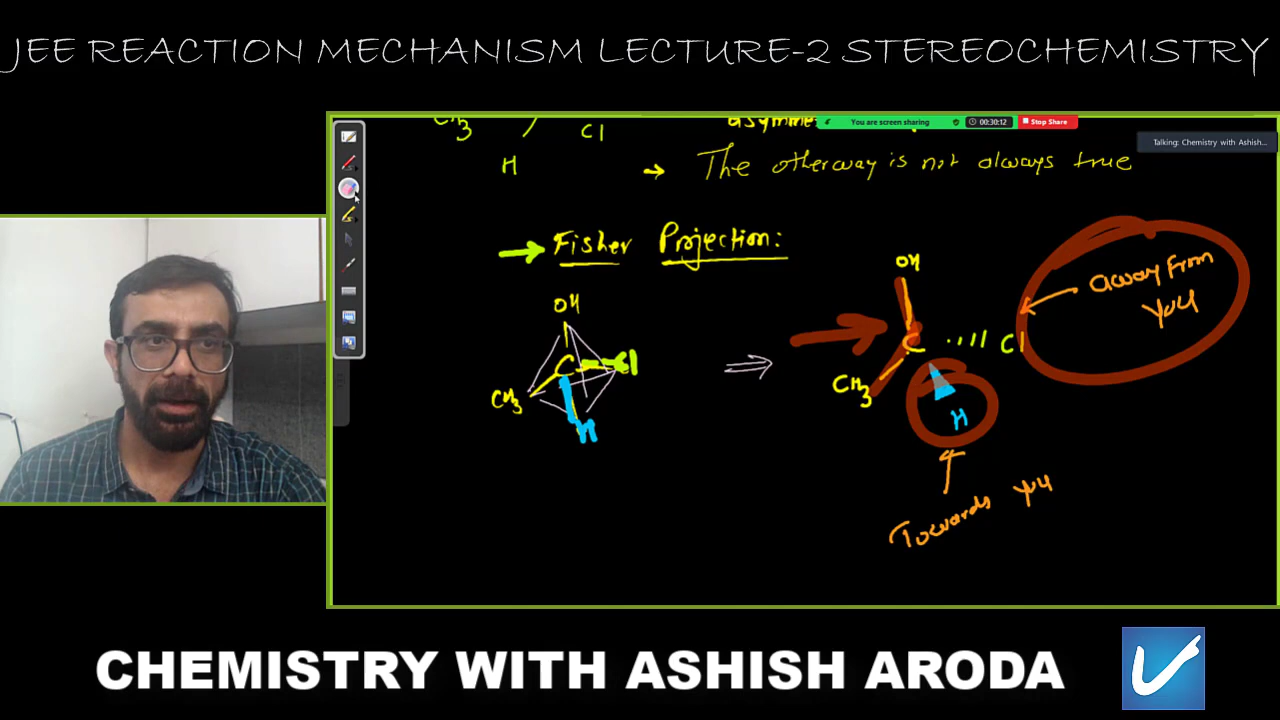 JEE REACTION MECHANISM LECTURE-2 STEREOCHEMISTRY
You are screen sharing
00:30:12
Stop Share
Talking: Chemistry with Ashish...
CH3
Cl
H
→ The otherway is not always true
→ Fisher Projection:
OH
C
Cl
CH3
H
⇒
OH
C
Cl
CH3
H
away from
you
Towards you
CHEMISTRY WITH ASHISH ARODA